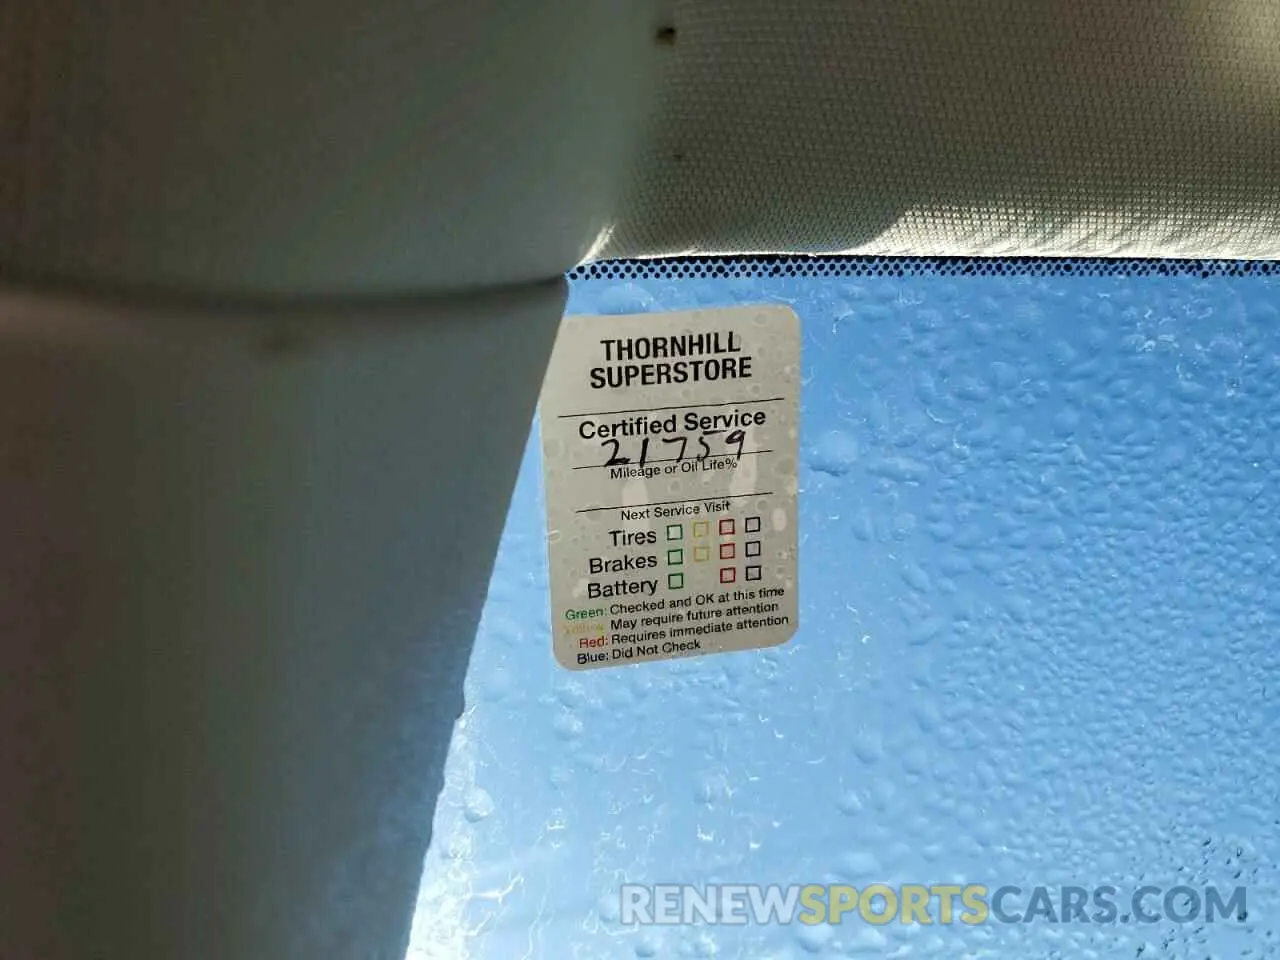 THORNHILL
SUPERSTORE
Certified Service
21759
Mileage or Oil Life%
Next Service Visit
Tires
Brakes
Battery
Green: Checked and OK at this time
Yellow: May require future attention
Red: Requires immediate attention
Blue: Did Not Check
RENEWSPORTSCARS.COM